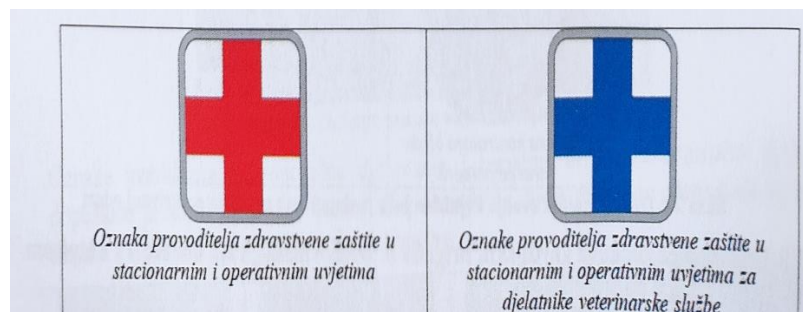 Oznaka provoditelja zdravstvene zaštite u
stacionarnim i operativnim uvjetima
Oznake provoditelja zdravstvene zaštite u
stacionarnim i operativnim uvjetima za
djelatnike veterinarske službe